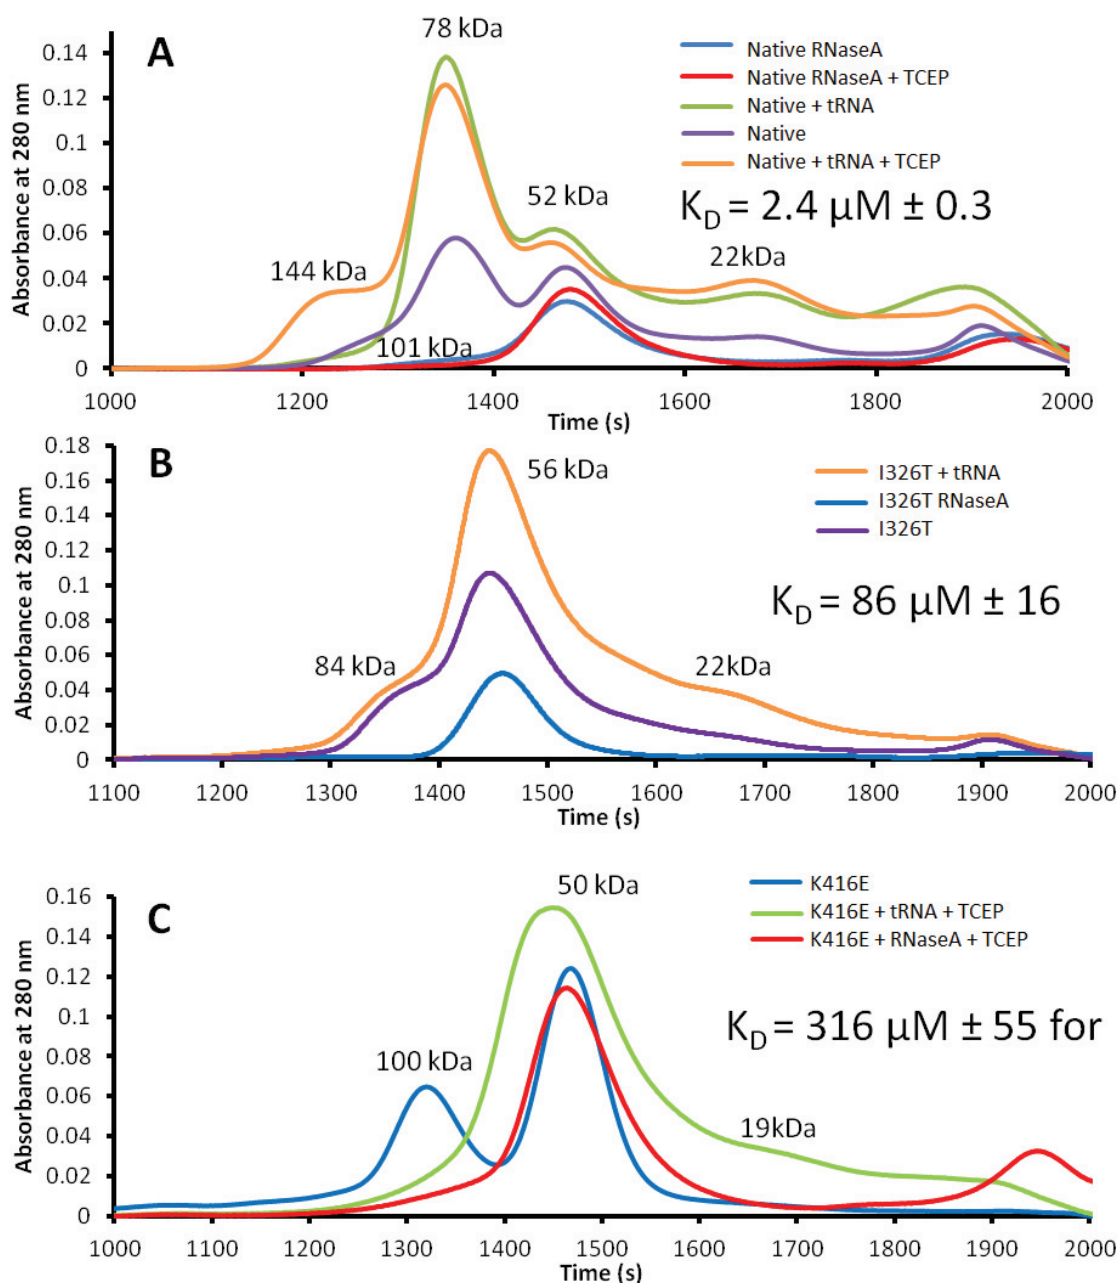 A
78 kDa
Native RNaseA
Native RNaseA + TCEP
Native + tRNA
Native
Native + tRNA + TCEP
K_D = 2.4 μM ± 0.3
52 kDa
144 kDa
22kDa
101 kDa
Absorbance at 280 nm
0.14
0.12
0.1
0.08
0.06
0.04
0.02
0
1000 1200 1400 1600 1800 2000
Time (s)
B
56 kDa
I326T + tRNA
I326T RNaseA
I326T
K_D = 86 μM ± 16
84 kDa
22kDa
Absorbance at 280 nm
0.18
0.16
0.14
0.12
0.1
0.08
0.06
0.04
0.02
0
1100 1200 1300 1400 1500 1600 1700 1800 1900 2000
Time (s)
C
50 kDa
K416E
K416E + tRNA + TCEP
K416E + RNaseA + TCEP
K_D = 316 μM ± 55 for
100 kDa
19kDa
Absorbance at 280 nm
0.16
0.14
0.12
0.1
0.08
0.06
0.04
0.02
0
1000 1100 1200 1300 1400 1500 1600 1700 1800 1900 2000
Time (s)